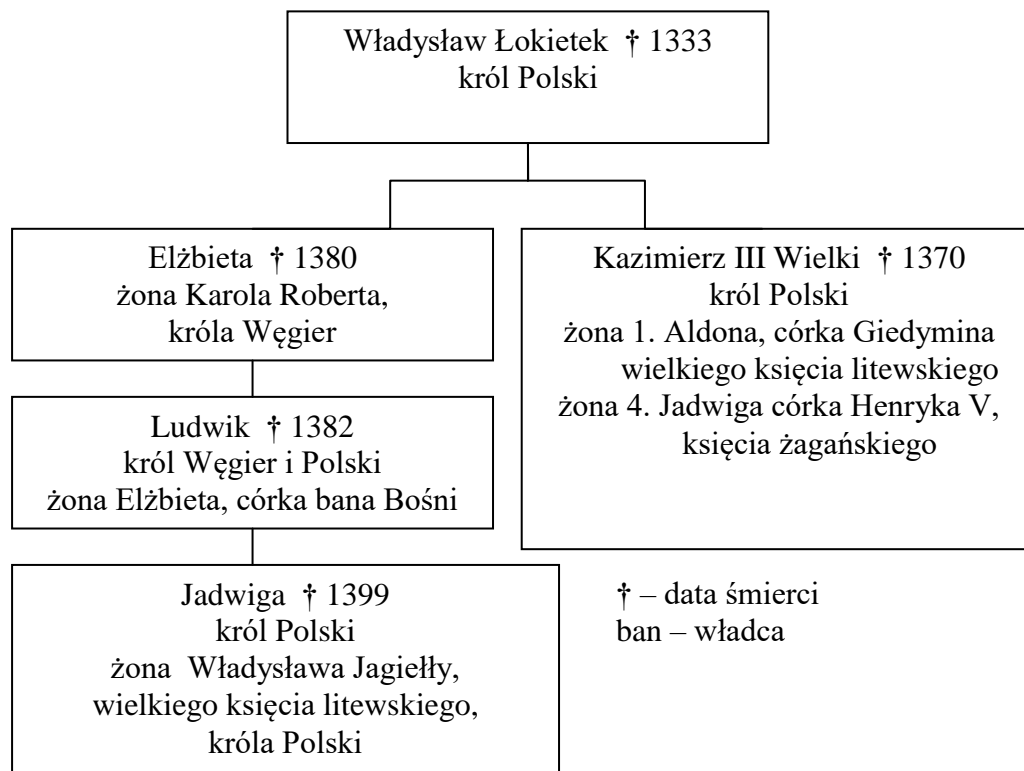 Władysław Łokietek † 1333
król Polski
Elżbieta † 1380
żona Karola Roberta,
króla Węgier
Kazimierz III Wielki † 1370
król Polski
żona 1. Aldona, córka Giedymina
wielkiego księcia litewskiego
żona 4. Jadwiga córka Henryka V,
księcia żagańskiego
Ludwik † 1382
król Węgier i Polski
żona Elżbieta, córka bana Bośni
Jadwiga † 1399
król Polski
żona Władysława Jagiełły,
wielkiego księcia litewskiego,
króla Polski
† – data śmierci
ban – władca